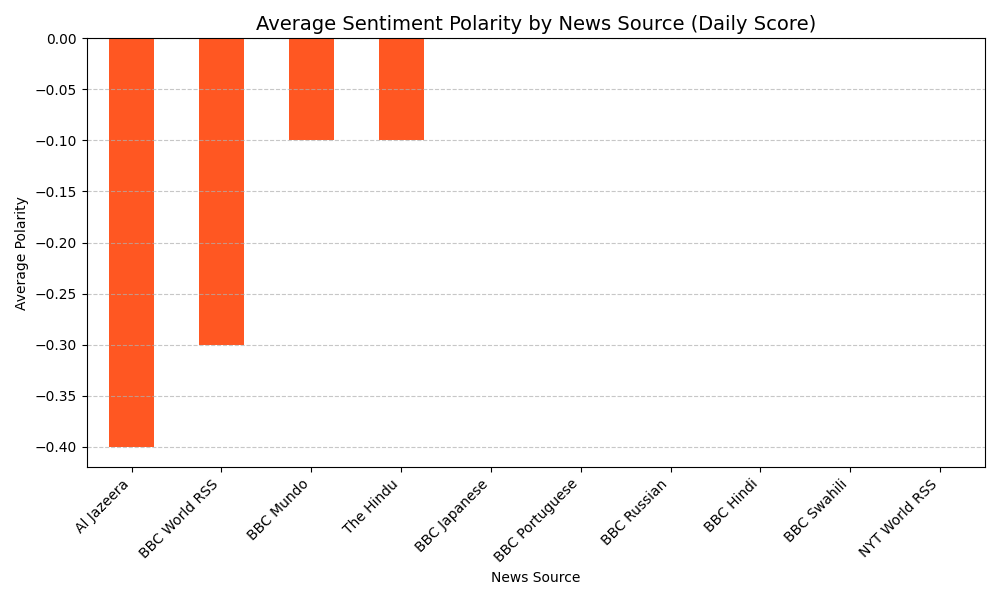 Average Sentiment Polarity by News Source (Daily Score)
0.00
−0.05
−0.10
−0.15
−0.20
−0.25
−0.30
−0.35
−0.40
Average Polarity
Al Jazeera
BBC World RSS
BBC Mundo
The Hindu
BBC Japanese
BBC Portuguese
BBC Russian
BBC Hindi
BBC Swahili
NYT World RSS
News Source